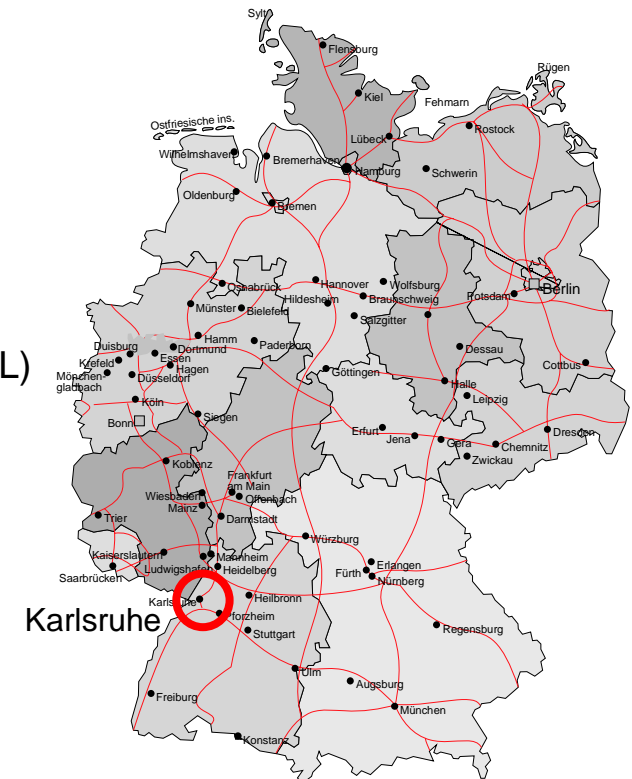 Sylt
Flensburg
Rügen
Kiel
Fehmarn
Ostfriesische ins.
Lübeck
Rostock
Wilhelmshaven
Bremerhaven
Hamburg
Schwerin
Oldenburg
Bremen
Osnabrück
Hannover
Wolfsburg
Potsdam
Berlin
Hildesheim
Braunschweig
Münster
Bielefeld
Salzgitter
Hamm
Paderborn
Duisburg
Dortmund
Dessau
L)
Krefeld
Essen
Hagen
Cottbus
Mönchen-
gladbach
Düsseldorf
Göttingen
Halle
Leipzig
Köln
Bonn
Siegen
Erfurt
Jena
Gera
Chemnitz
Dresden
Zwickau
Koblenz
Frankfurt
am Main
Wiesbaden
Offenbach
Mainz
Trier
Darmstadt
Würzburg
Kaiserslautern
Mannheim
Erlangen
Saarbrücken
Ludwigshafen
Heidelberg
Fürth
Nürnberg
Karlsruhe
Heilbronn
Karlsruhe
Pforzheim
Stuttgart
Regensburg
Ulm
Augsburg
Freiburg
München
Konstanz